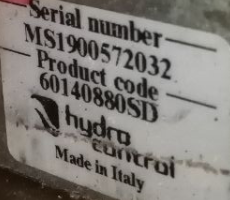 Serial number
MS1900572032
Product code
60140880SD
hydro
control
Made in Italy